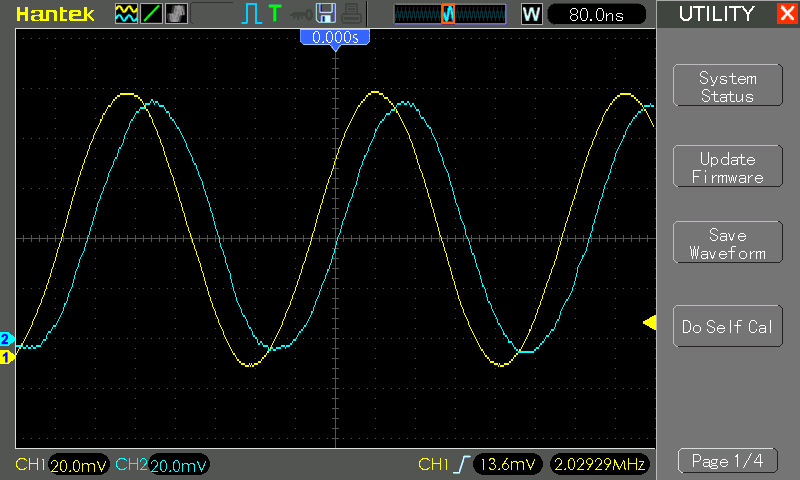 Hantek
T
W
80.0ns
UTILITY
X
0.000s
System
Status
Update
Firmware
Save
Waveform
Do Self Cal
2
1
CH1 20.0mV CH2 20.0mV
CH1 13.6mV 2.02929MHz
Page 1/4